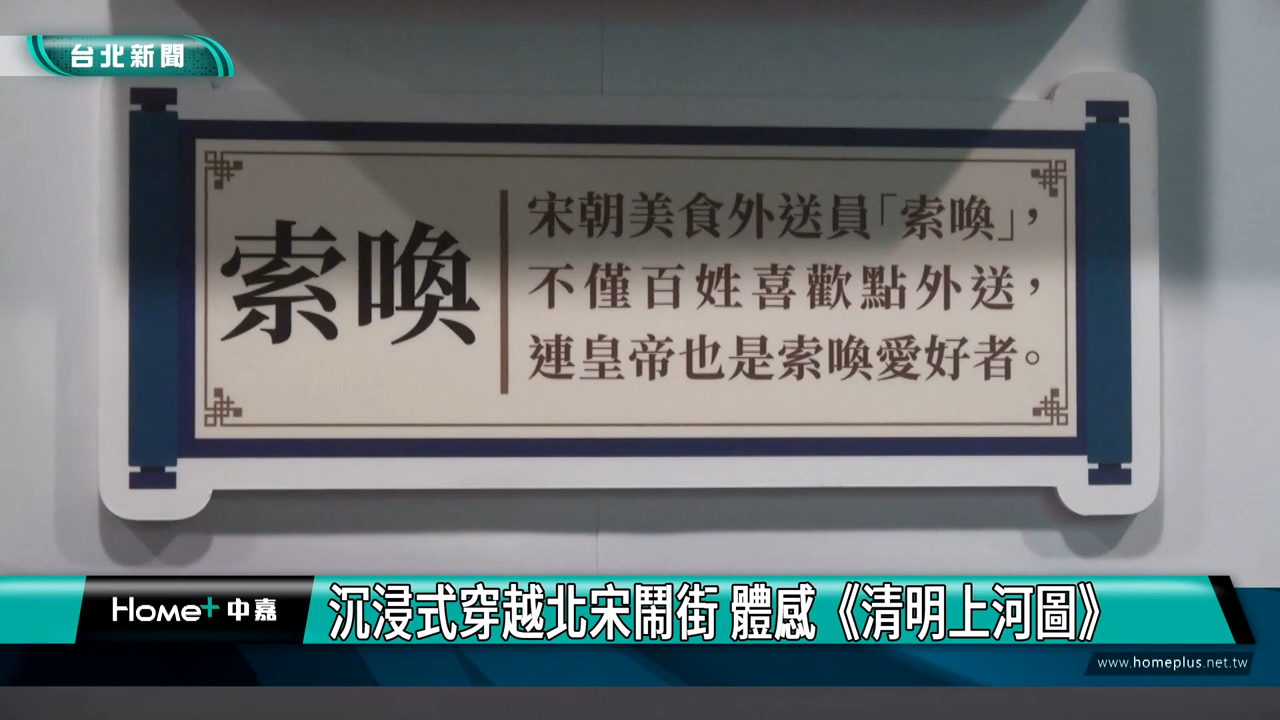 台北新聞
索喚
宋朝美食外送員「索喚」，
不僅百姓喜歡點外送，
連皇帝也是索喚愛好者。
Home+ 中嘉
沉浸式穿越北宋鬧街 體感《清明上河圖》
www.homeplus.net.tw